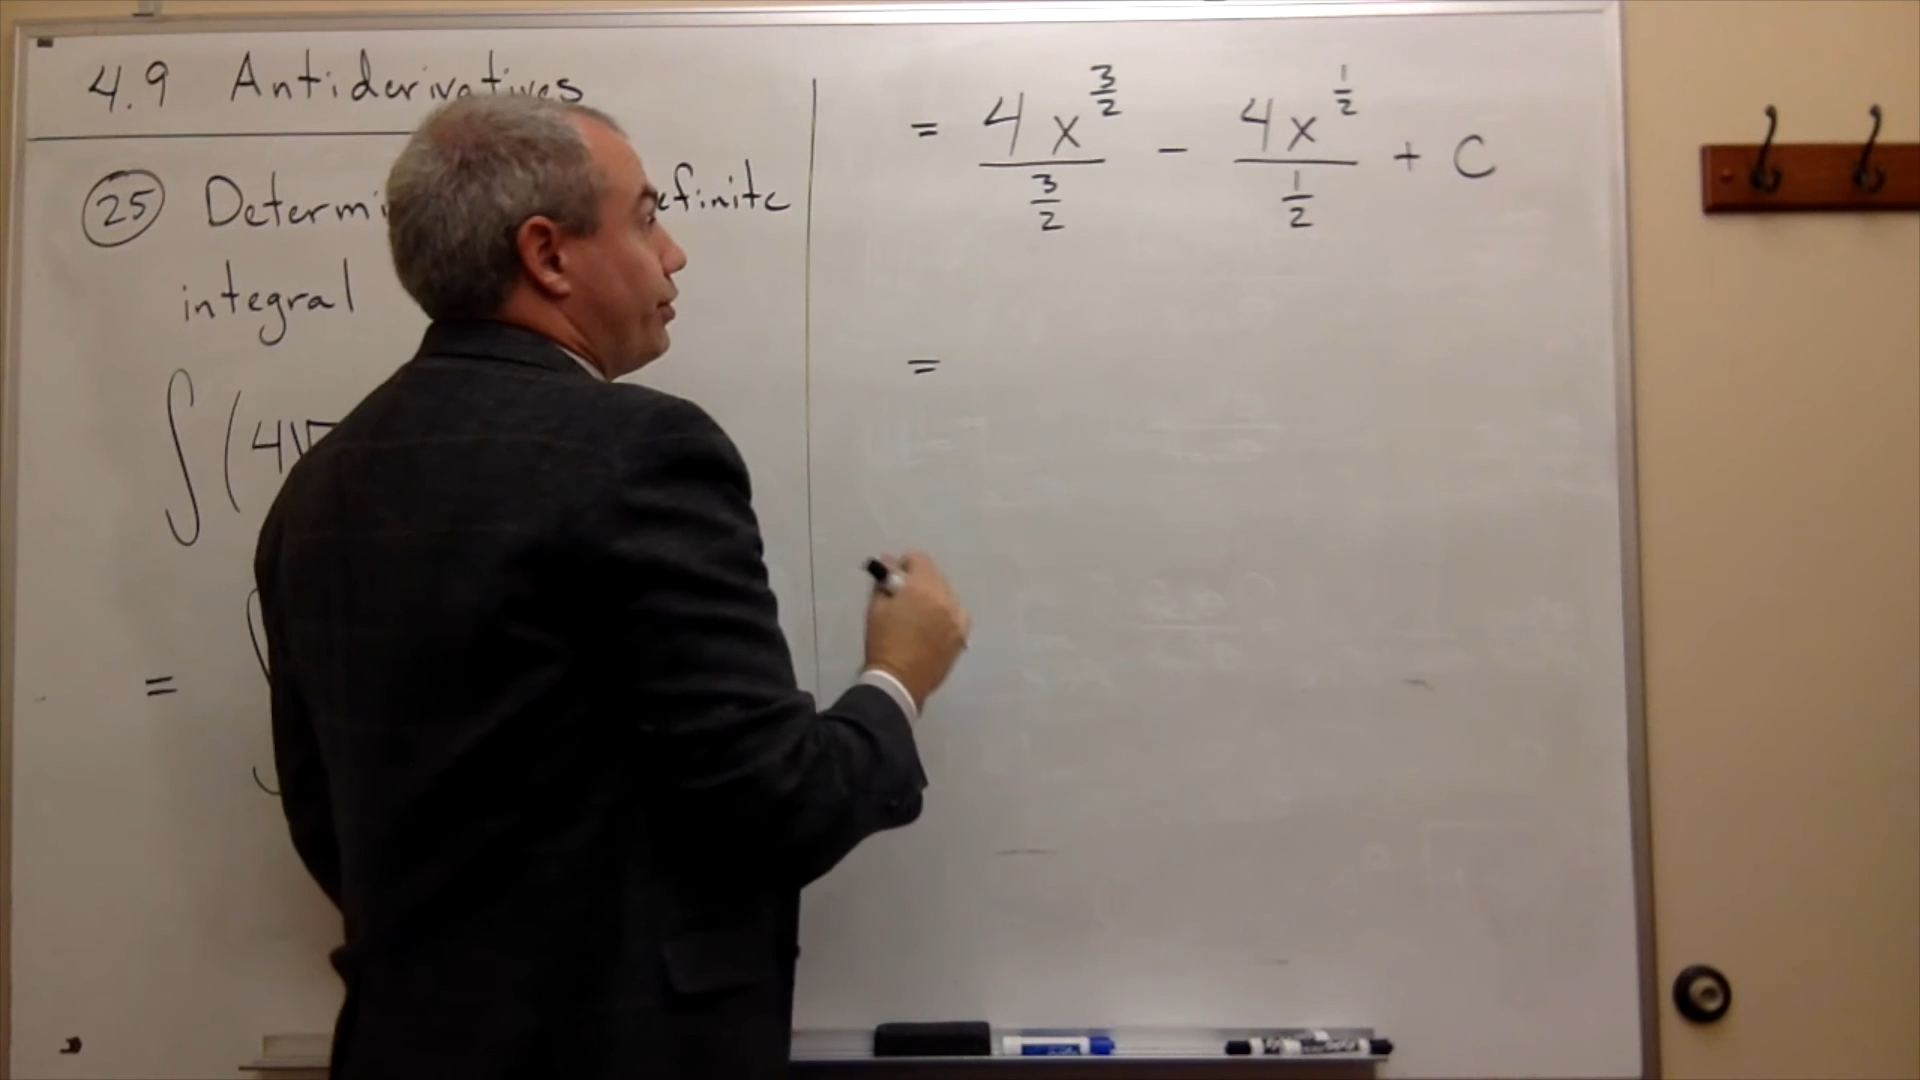 4.9 Antiderivatives
25 Determi efinite
integral
∫ (4√
= ∫
= 4x^(3/2) / (3/2) - 4x^(1/2) / (1/2) + C
=